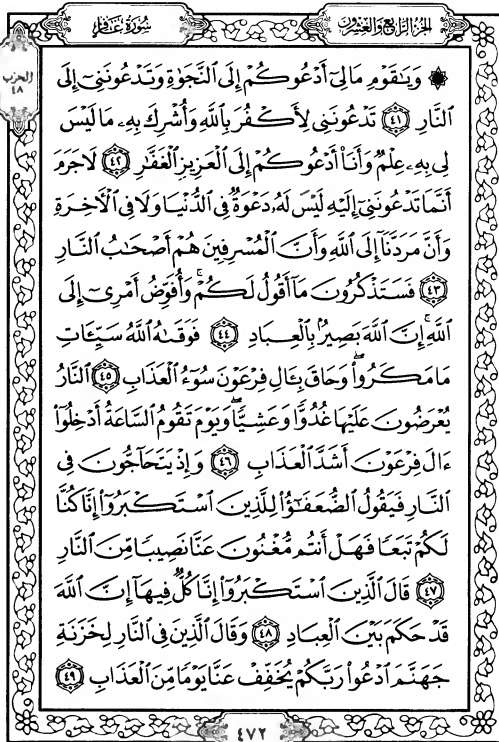 الجزء الرابع والعشرون
سورة غافر
الحزب
٤٨
۞ وَيَٰقَوْمِ مَا لِىٓ أَدْعُوكُمْ إِلَى ٱلنَّجَوٰةِ وَتَدْعُونَنِىٓ إِلَى
ٱلنَّارِ ٤١ تَدْعُونَنِى لِأَكْفُرَ بِٱللَّهِ وَأُشْرِكَ بِهِۦ مَا لَيْسَ
لِى بِهِۦ عِلْمٌ وَأَنَا۠ أَدْعُوكُمْ إِلَى ٱلْعَزِيزِ ٱلْغَفَّٰرِ ٤٢ لَا جَرَمَ
أَنَّمَا تَدْعُونَنِىٓ إِلَيْهِ لَيْسَ لَهُۥ دَعْوَةٌ فِى ٱلدُّنْيَا وَلَا فِى ٱلْءَاخِرَةِ
وَأَنَّ مَرَدَّنَآ إِلَى ٱللَّهِ وَأَنَّ ٱلْمُسْرِفِينَ هُمْ أَصْحَٰبُ ٱلنَّارِ
٤٣ فَسَتَذْكُرُونَ مَآ أَقُولُ لَكُمْ ۚ وَأُفَوِّضُ أَمْرِىٓ إِلَى
ٱللَّهِ ۚ إِنَّ ٱللَّهَ بَصِيرٌۢ بِٱلْعِبَادِ ٤٤ فَوَقَىٰهُ ٱللَّهُ سَيِّـَٔاتِ
مَا مَكَرُوا۟ ۖ وَحَاقَ بِـَٔالِ فِرْعَوْنَ سُوٓءُ ٱلْعَذَابِ ٤٥ ٱلنَّارُ
يُعْرَضُونَ عَلَيْهَا غُدُوًّا وَعَشِيًّا ۖ وَيَوْمَ تَقُومُ ٱلسَّاعَةُ أَدْخِلُوٓا۟
ءَالَ فِرْعَوْنَ أَشَدَّ ٱلْعَذَابِ ٤٦ وَإِذْ يَتَحَآجُّونَ فِى
ٱلنَّارِ فَيَقُولُ ٱلضُّعَفَٰٓؤُا۟ لِلَّذِينَ ٱسْتَكْبَرُوٓا۟ إِنَّا كُنَّا
لَكُمْ تَبَعًا فَهَلْ أَنتُم مُّغْنُونَ عَنَّا نَصِيبًا مِّنَ ٱلنَّارِ
٤٧ قَالَ ٱلَّذِينَ ٱسْتَكْبَرُوٓا۟ إِنَّا كُلٌّ فِيهَآ إِنَّ ٱللَّهَ
قَدْ حَكَمَ بَيْنَ ٱلْعِبَادِ ٤٨ وَقَالَ ٱلَّذِينَ فِى ٱلنَّارِ لِخَزَنَةِ
جَهَنَّمَ ٱدْعُوا۟ رَبَّكُمْ يُخَفِّفْ عَنَّا يَوْمًا مِّنَ ٱلْعَذَابِ ٤٩
٤٧٢